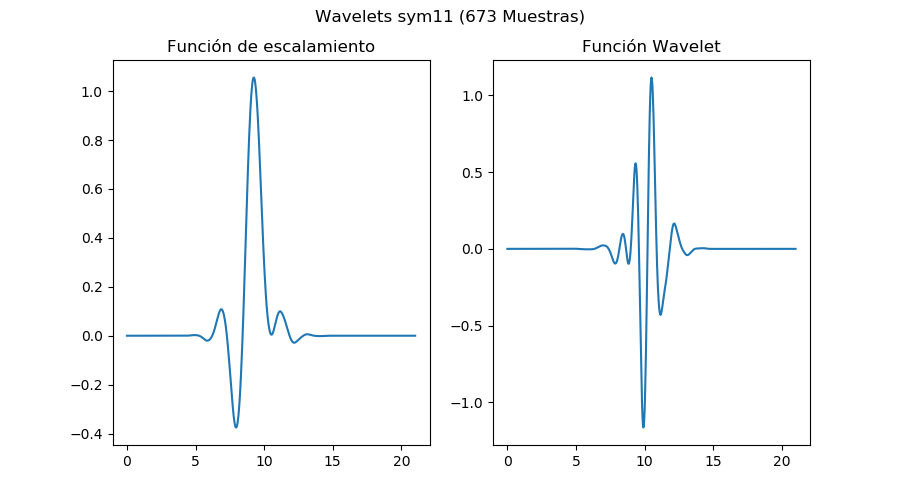 Wavelets sym11 (673 Muestras)
Función de escalamiento
1.0
0.8
0.6
0.4
0.2
0.0
−0.2
−0.4
0 5 10 15 20
Función Wavelet
1.0
0.5
0.0
−0.5
−1.0
0 5 10 15 20